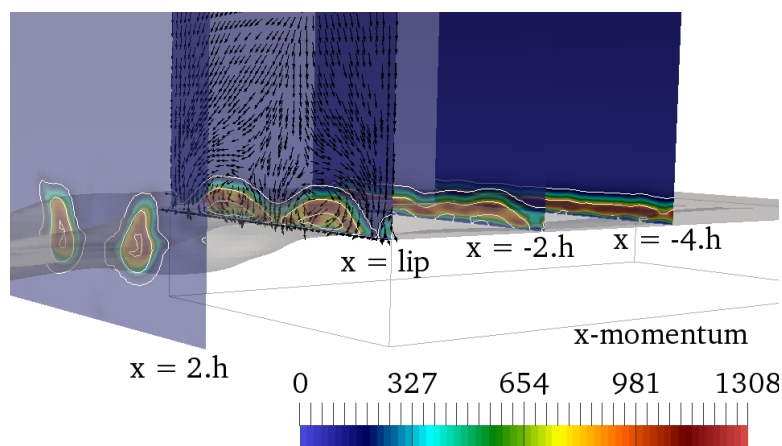 x = lip
x = -2.h
x = -4.h
x = 2.h
x-momentum
0 327 654 981 1308